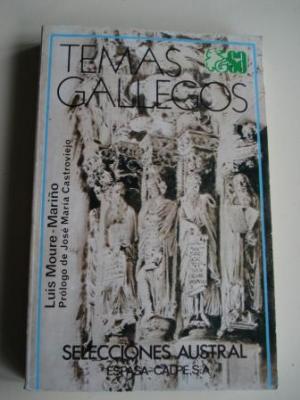 TEMAS
GALLEGOS
Luis Moure-Mariño
Prólogo de José María Castroviejo
SELECCIONES AUSTRAL
ESPASA-CALPE, S.A.